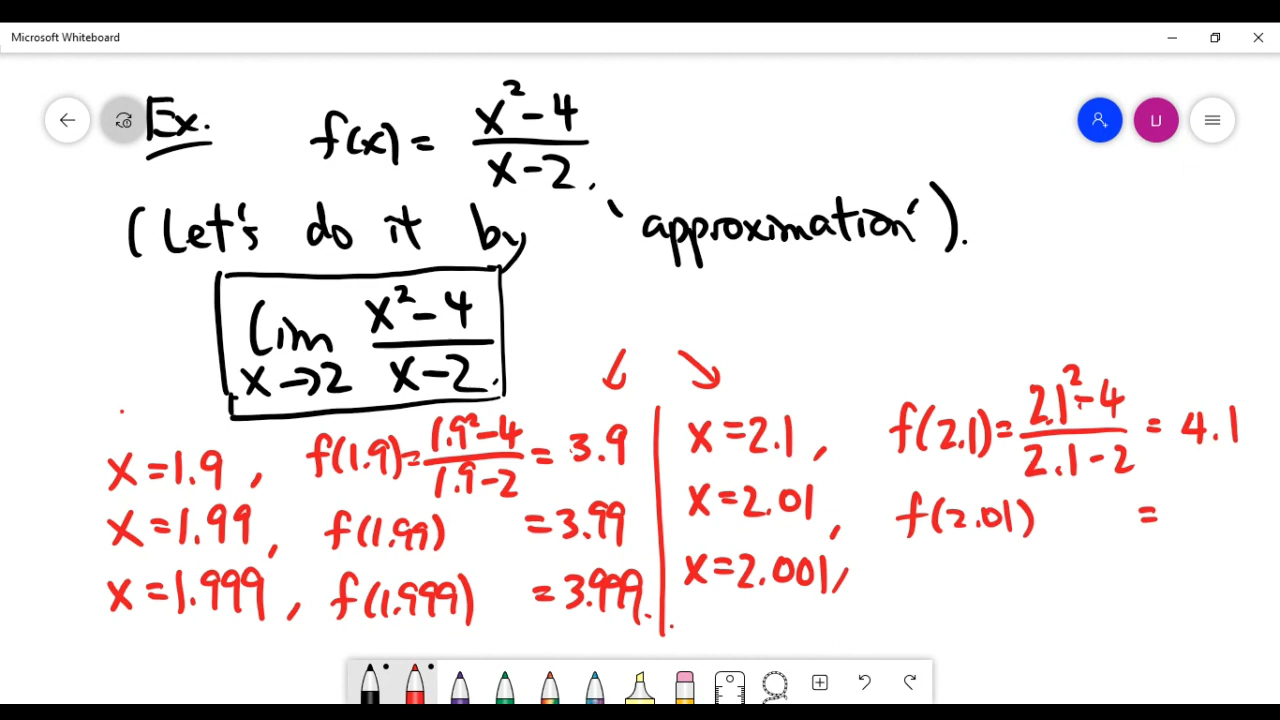 Microsoft Whiteboard
Ex. f(x) = x²-4 / x-2.
(Let's do it by `approximation').
lim x→2 x²-4 / x-2.
x=1.9, f(1.9)= 1.9²-4 / 1.9-2 = 3.9
x=1.99, f(1.99) =3.99
x=1.999, f(1.999) =3.999.
x=2.1, f(2.1)= 2.1²-4 / 2.1-2 = 4.1
x=2.01, f(2.01) =
x=2.001,
U